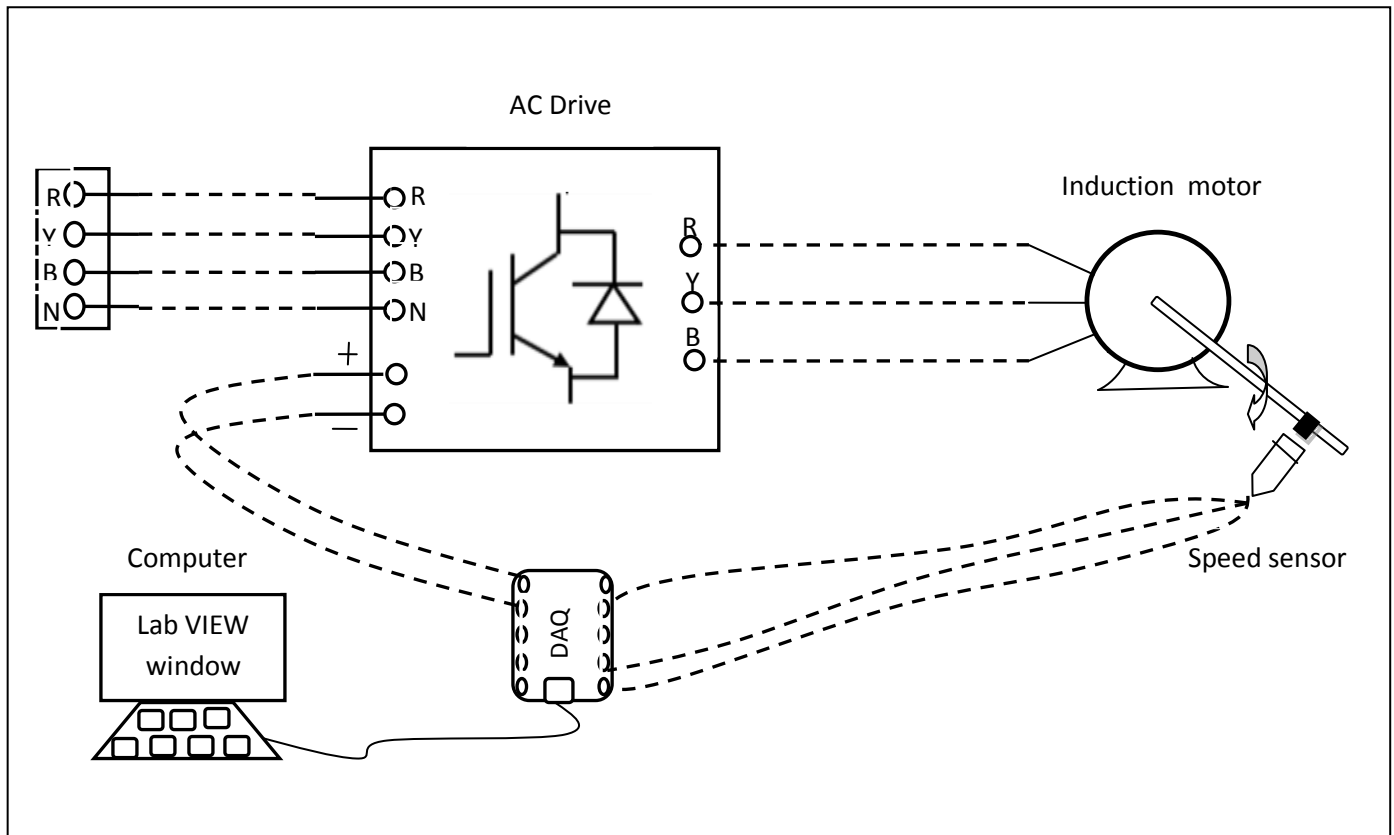 AC Drive
Induction motor
R
Y
B
N
R
Y
B
N
+
—
R
Y
B
Computer
Lab VIEW
window
DAQ
Speed sensor